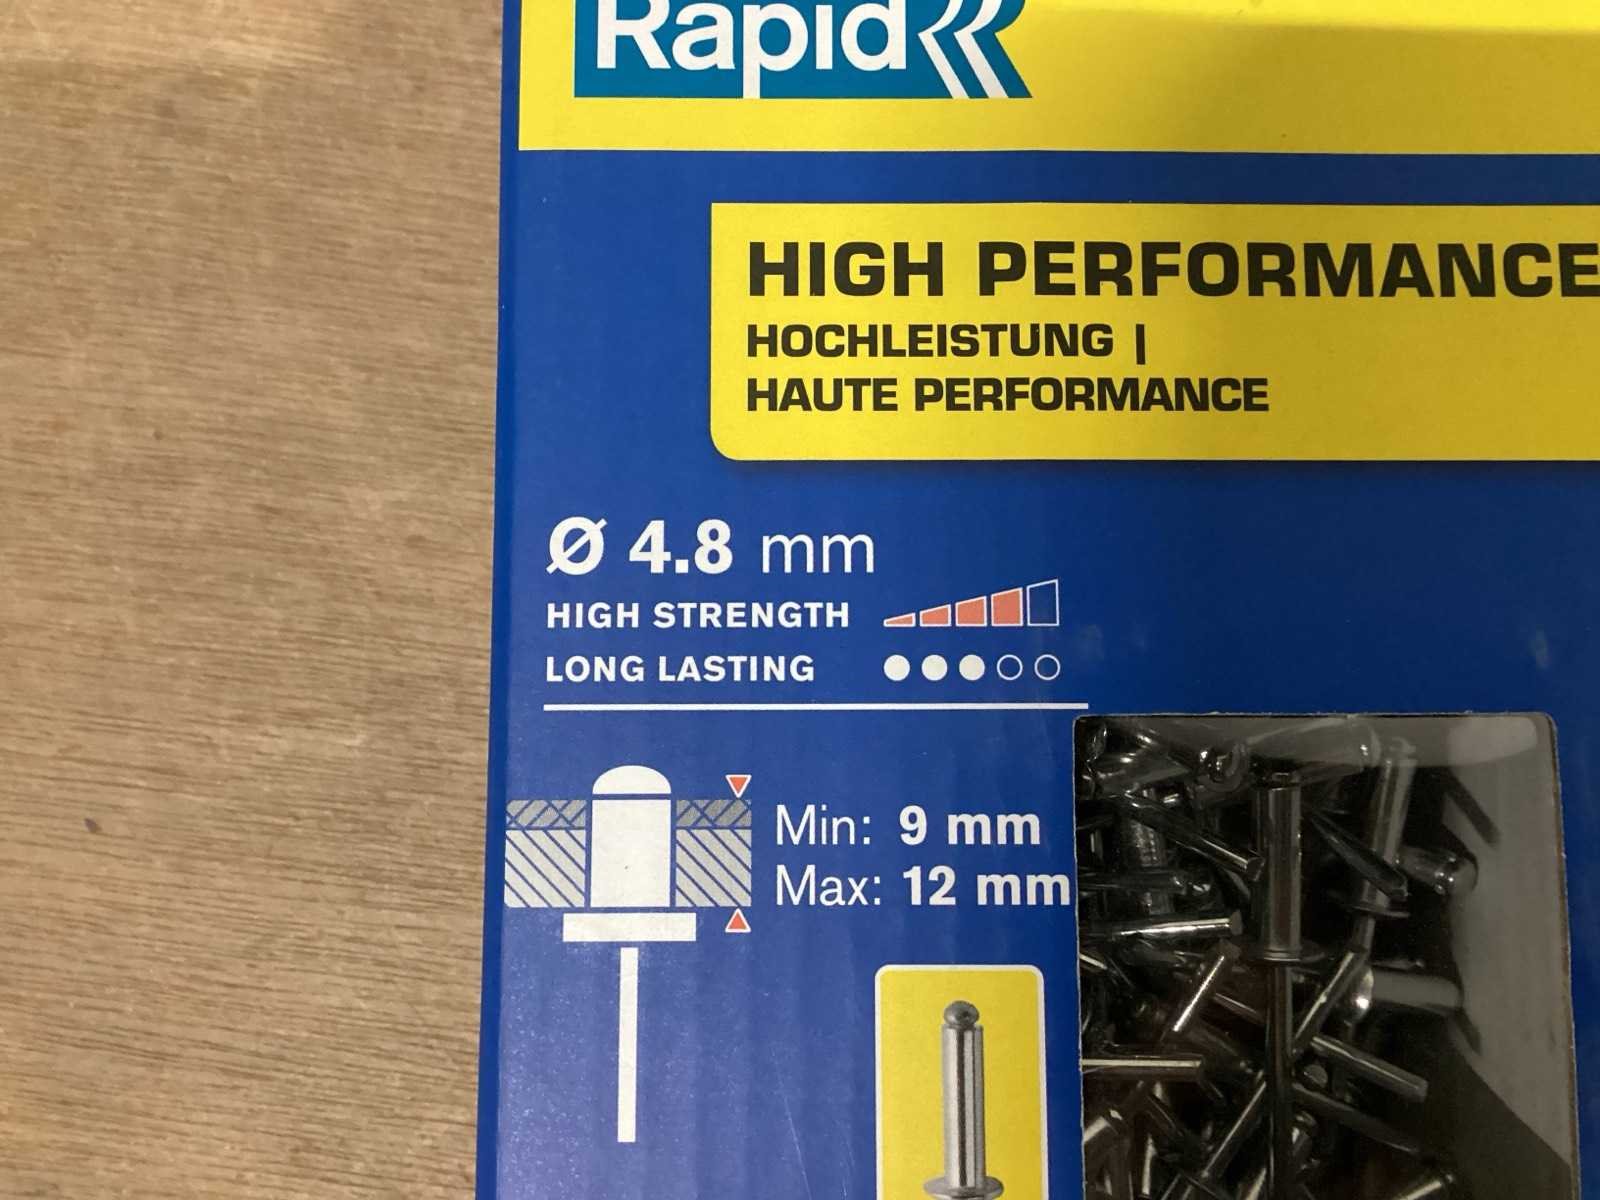 Rapid
HIGH PERFORMANCE
HOCHLEISTUNG |
HAUTE PERFORMANCE
Ø 4.8 mm
HIGH STRENGTH
LONG LASTING
Min: 9 mm
Max: 12 mm